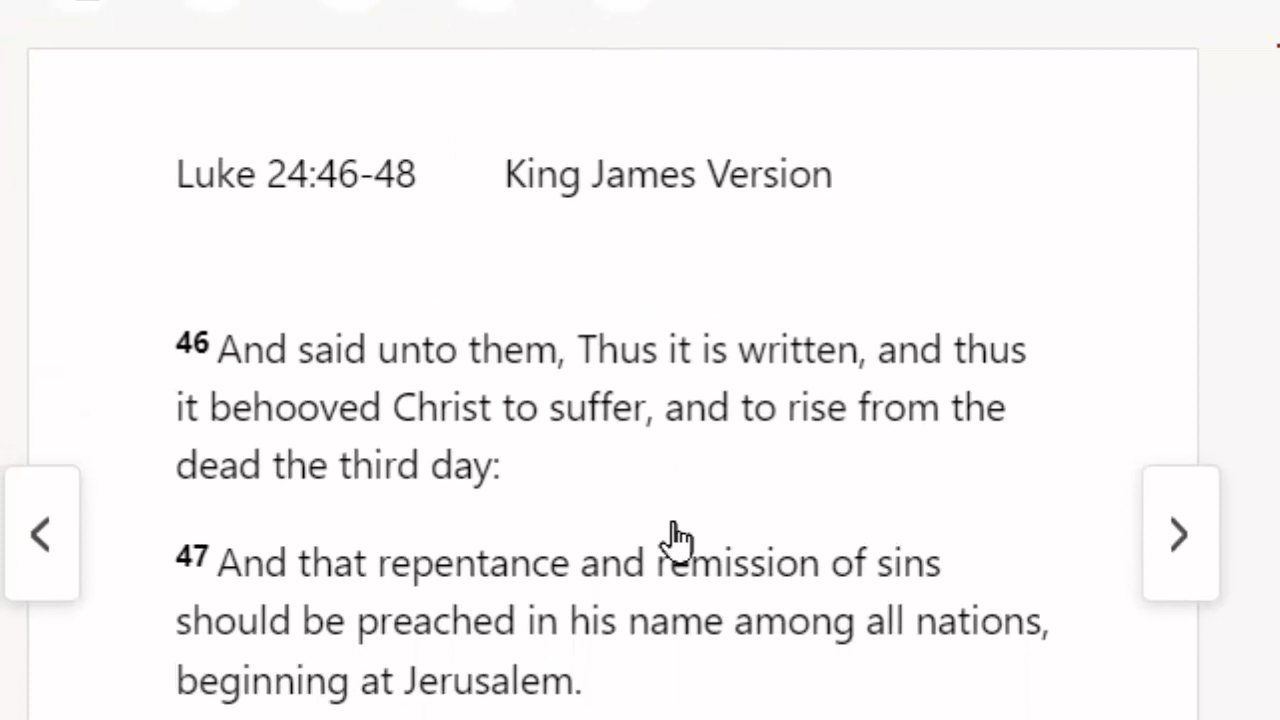 Luke 24:46-48 King James Version
46 And said unto them, Thus it is written, and thus
it behooved Christ to suffer, and to rise from the
dead the third day:
47 And that repentance and remission of sins
should be preached in his name among all nations,
beginning at Jerusalem.